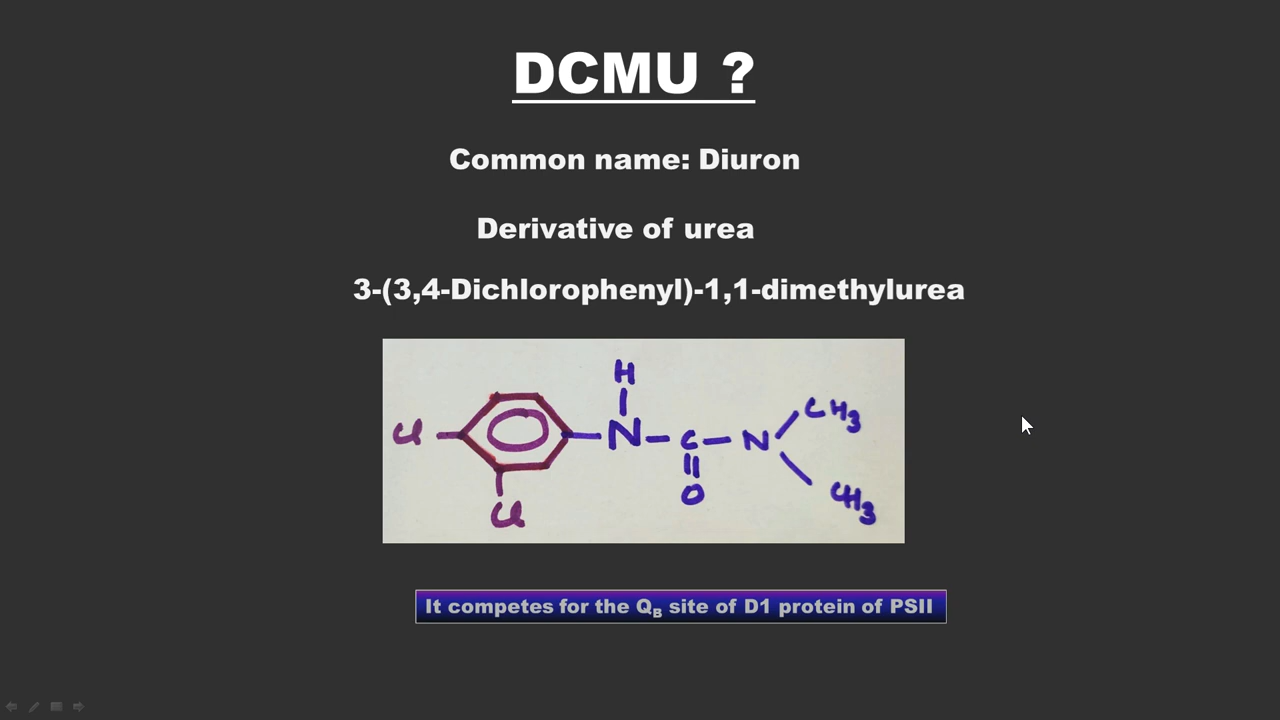 DCMU ?
Common name: Diuron
Derivative of urea
3-(3,4-Dichlorophenyl)-1,1-dimethylurea
H
Cl N C N CH3
O CH3
Cl
It competes for the QB site of D1 protein of PSII